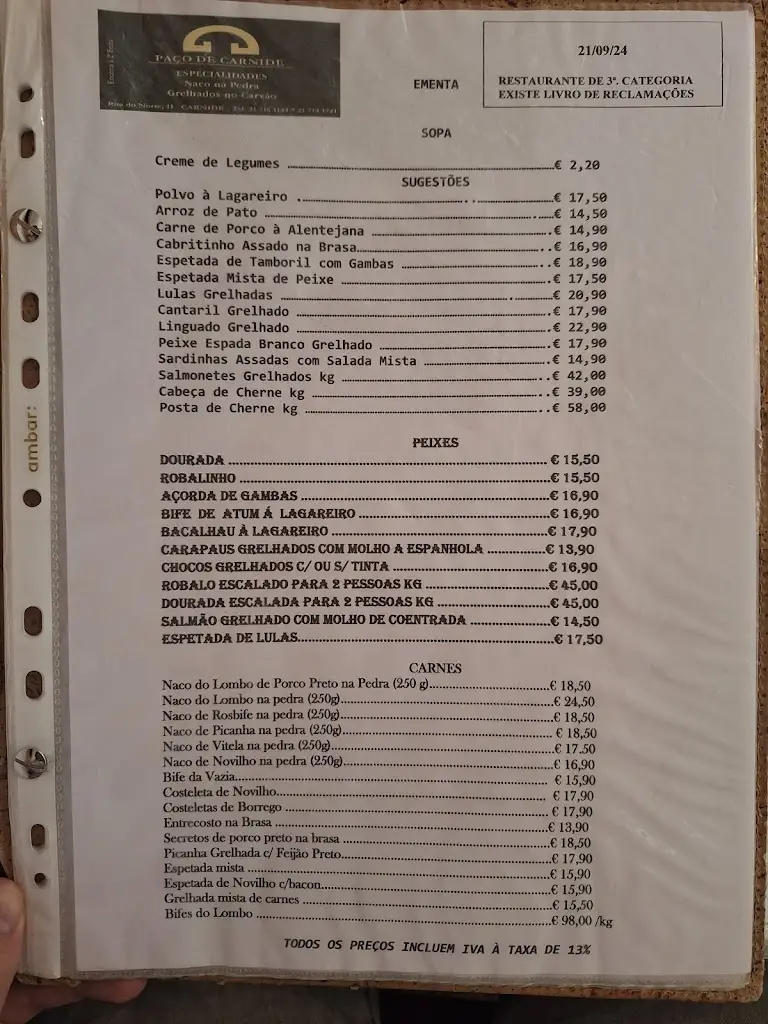 PAÇO DE CARNIDE
ESPECIALIDADES
Naco na Pedra
Grelhados no Carvão
Rua do Norte, 11 CARNIDE
EMENTA
21/09/24
RESTAURANTE DE 3ª. CATEGORIA
EXISTE LIVRO DE RECLAMAÇÕES
SOPA
Creme de Legumes € 2,20
SUGESTÕES
Polvo à Lagareiro € 17,50
Arroz de Pato € 14,50
Carne de Porco à Alentejana € 14,90
Cabritinho Assado na Brasa € 16,90
Espetada de Tamboril com Gambas € 18,90
Espetada Mista de Peixe € 17,50
Lulas Grelhadas € 20,90
Cantaril Grelhado € 17,90
Linguado Grelhado € 22,90
Peixe Espada Branco Grelhado € 17,90
Sardinhas Assadas com Salada Mista € 14,90
Salmonetes Grelhados kg € 42,00
Cabeça de Cherne kg € 39,00
Posta de Cherne kg € 58,00
PEIXES
DOURADA € 15,50
ROBALINHO € 15,50
AÇORDA DE GAMBAS € 16,90
BIFE DE ATUM Á LAGAREIRO € 16,90
BACALHAU À LAGAREIRO € 17,90
CARAPAUS GRELHADOS COM MOLHO A ESPANHOLA € 13,90
CHOCOS GRELHADOS C/ OU S/ TINTA € 16,90
ROBALO ESCALADO PARA 2 PESSOAS KG € 45,00
DOURADA ESCALADA PARA 2 PESSOAS KG € 45,00
SALMÃO GRELHADO COM MOLHO DE COENTRADA € 14,50
ESPETADA DE LULAS € 17,50
CARNES
Naco do Lombo de Porco Preto na Pedra (250 g) € 18,50
Naco do Lombo na pedra (250g) € 24,50
Naco de Rosbife na pedra (250g) € 18,50
Naco de Picanha na pedra (250g) € 18,50
Naco de Vitela na pedra (250g) € 17.50
Naco de Novilho na pedra (250g) € 16,90
Bife da Vazia € 15,90
Costeleta de Novilho € 17,90
Costeletas de Borrego € 17,90
Entrecosto na Brasa € 13,90
Secretos de porco preto na brasa € 18,50
Picanha Grelhada c/ Feijão Preto € 17,90
Espetada mista € 15,90
Espetada de Novilho c/bacon € 15,90
Grelhada mista de carnes € 15,50
Bifes do Lombo € 98,00 /kg
TODOS OS PREÇOS INCLUEM IVA À TAXA DE 13%
ambar: